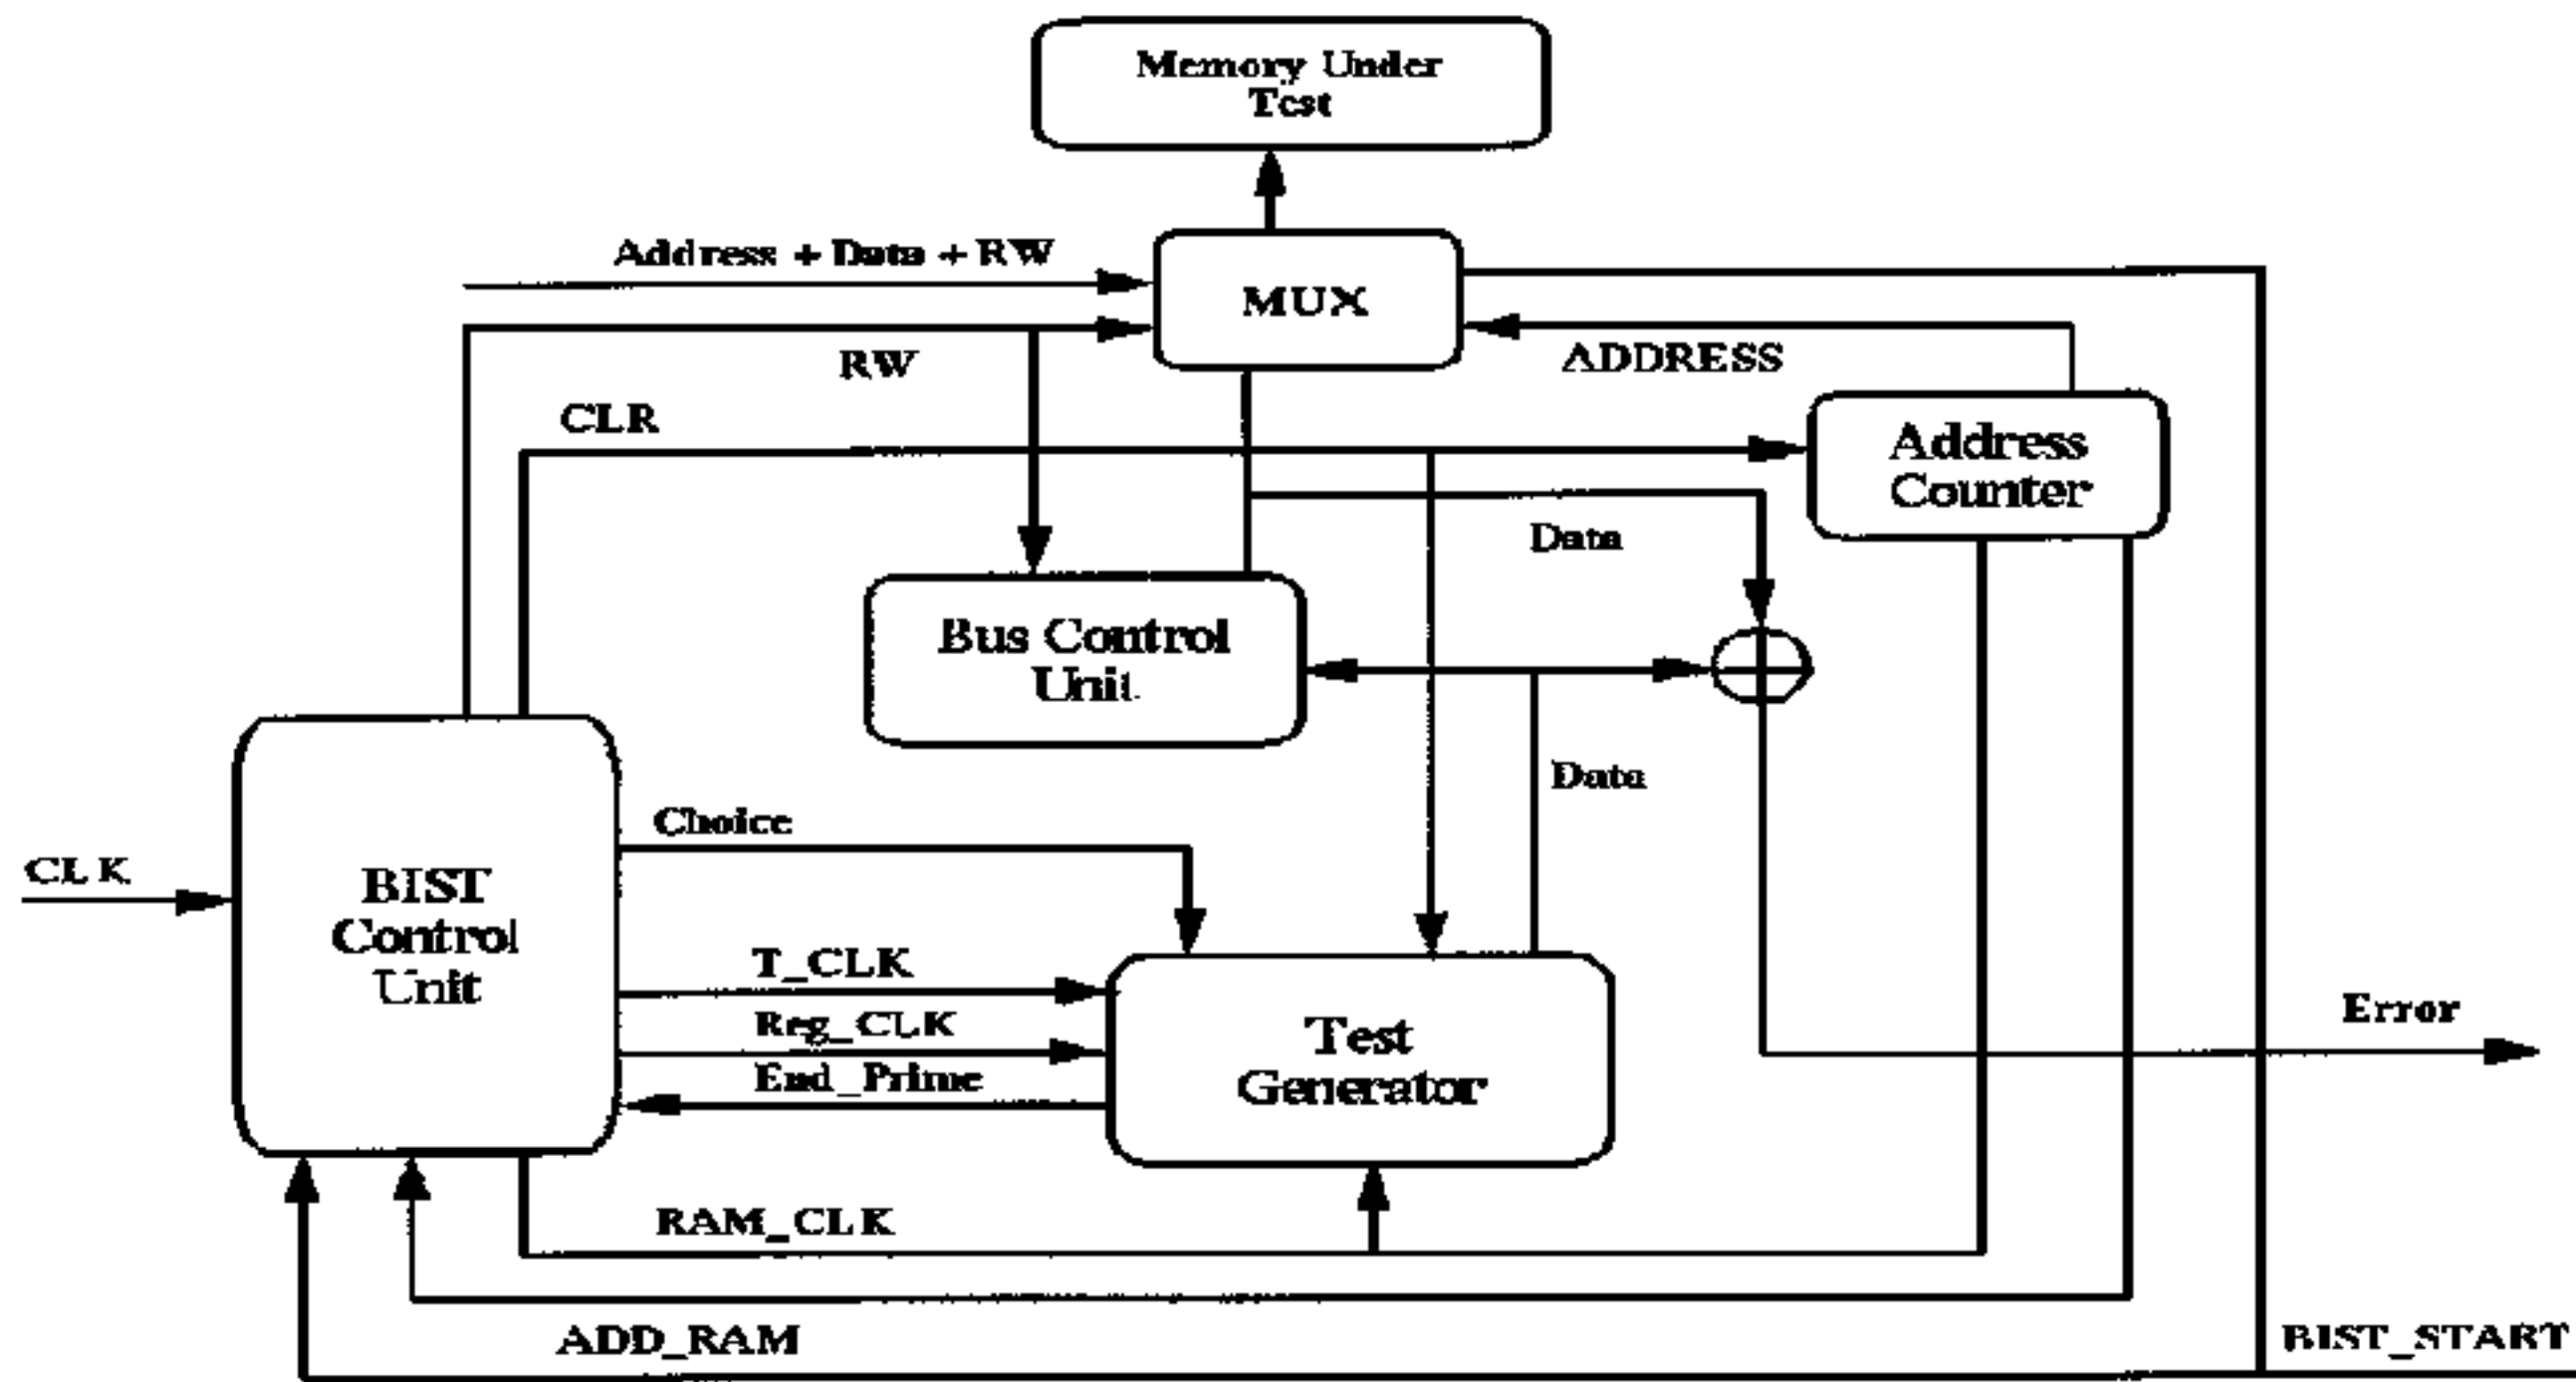 Memory Under
Test
Address + Data + RW
MUX
RW
ADDRESS
CLR
Address
Counter
Data
Bus Control
Unit
Data
Choice
CLK
BIST
Control
Unit
T_CLK
Reg_CLK
End_Prime
Test
Generator
Error
RAM_CLK
ADD_RAM
BIST_START